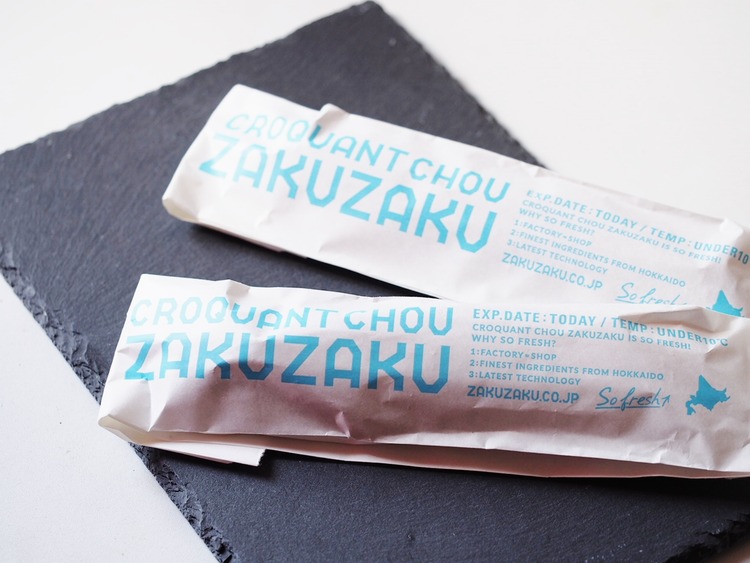 CROQUANT CHOU
ZAKUZAKU
EXP.DATE:TODAY / TEMP:UNDER10
CROQUANT CHOU ZAKUZAKU IS SO FRESH!
WHY SO FRESH?
1:FACTORY=SHOP
2:FINEST INGREDIENTS FROM HOKKAIDO
3:LATEST TECHNOLOGY
ZAKUZAKU.CO.JP
So fresh
CROQUANT CHOU
ZAKUZAKU
EXP.DATE:TODAY / TEMP:UNDER10°C
CROQUANT CHOU ZAKUZAKU IS SO FRESH!
WHY SO FRESH?
1:FACTORY=SHOP
2:FINEST INGREDIENTS FROM HOKKAIDO
3:LATEST TECHNOLOGY
ZAKUZAKU.CO.JP So fresh↑